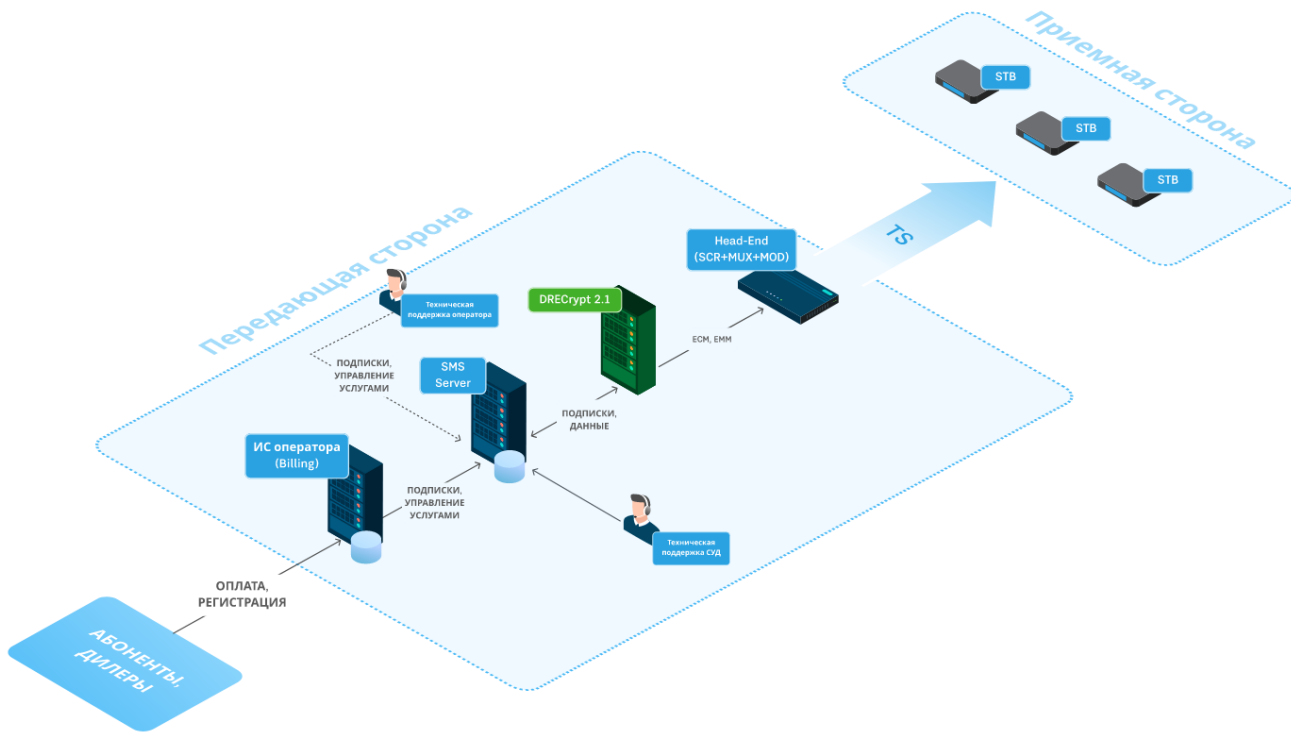 Приемная сторона
STB
STB
STB
Передающая сторона
TS
Head-End
(SCR+MUX+MOD)
DRECrypt 2.1
Техническая
поддержка оператора
ECM, EMM
ПОДПИСКИ,
УПРАВЛЕНИЕ
УСЛУГАМИ
SMS
Server
ПОДПИСКИ,
ДАННЫЕ
ИС оператора
(Billing)
ПОДПИСКИ,
УПРАВЛЕНИЕ
УСЛУГАМИ
Техническая
поддержка СУД
ОПЛАТА,
РЕГИСТРАЦИЯ
АБОНЕНТЫ,
ДИЛЕРЫ